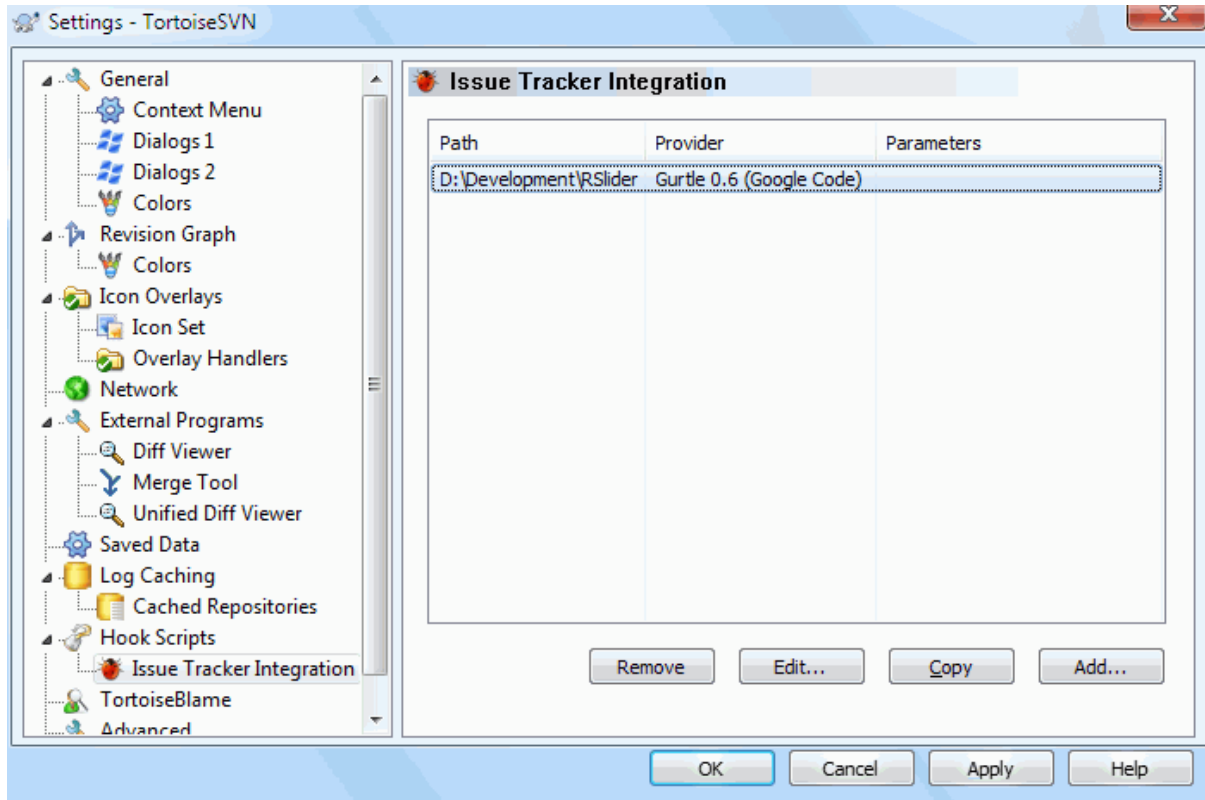 Settings - TortoiseSVN
General
Context Menu
Dialogs 1
Dialogs 2
Colors
Revision Graph
Colors
Icon Overlays
Icon Set
Overlay Handlers
Network
External Programs
Diff Viewer
Merge Tool
Unified Diff Viewer
Saved Data
Log Caching
Cached Repositories
Hook Scripts
Issue Tracker Integration
TortoiseBlame
Advanced
Issue Tracker Integration
Path Provider Parameters
D:\Development\RSlider Gurtle 0.6 (Google Code)
Remove Edit... Copy Add...
OK Cancel Apply Help